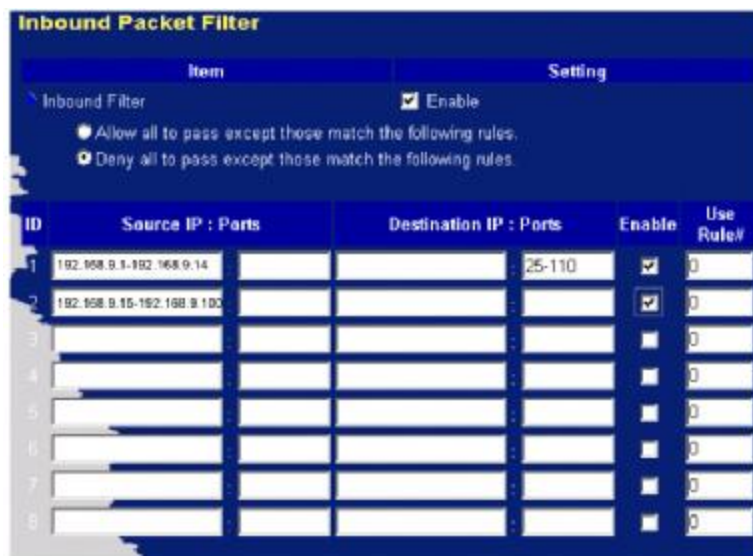 Inbound Packet Filter
Item Setting
Inbound Filter Enable
Allow all to pass except those match the following rules.
Deny all to pass except those match the following rules.
ID Source IP : Ports Destination IP : Ports Enable Use Rule#
1 192.168.9.1-192.168.9.14 : : 25-110 0
2 192.168.9.15-192.168.9.100 : : 0
3 : : 0
4 : : 0
5 : : 0
6 : : 0
7 : : 0
8 : : 0